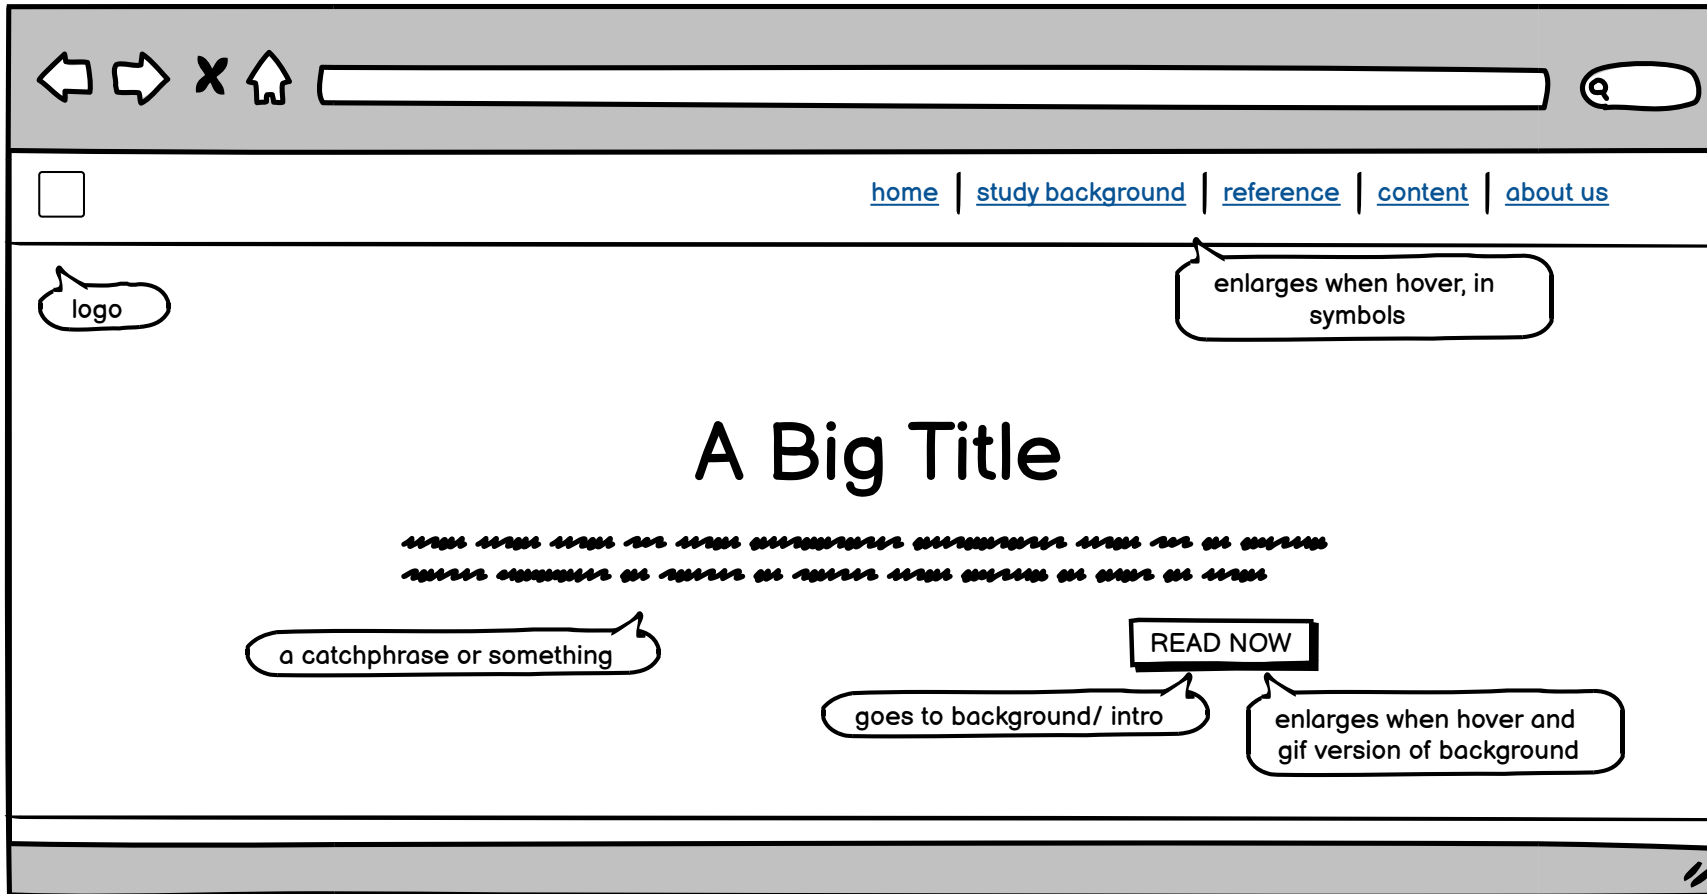 home study background reference content about us
logo
enlarges when hover, in
symbols
A Big Title
a catchphrase or something
READ NOW
goes to background/ intro
enlarges when hover and
gif version of background